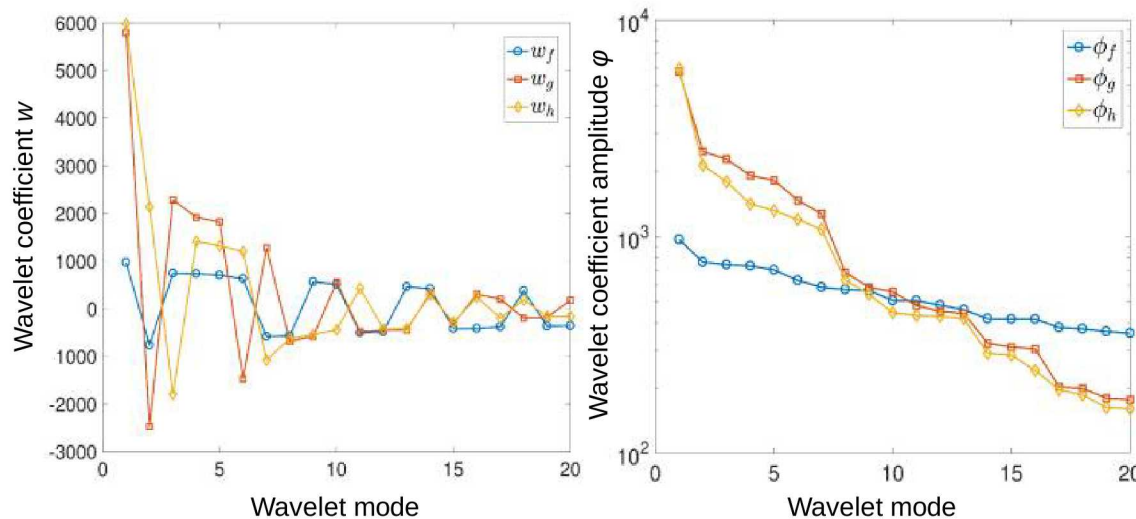 6000
5000
4000
3000
2000
1000
0
1000
-2000
-3000
0
5
10
15
20
Wavelet coefficient w
Wavelet mode
w_f
w_g
w_h
10^4
10^3
10^2
0
5
10
15
20
Wavelet coefficient amplitude φ
Wavelet mode
ϕ_f
ϕ_g
ϕ_h